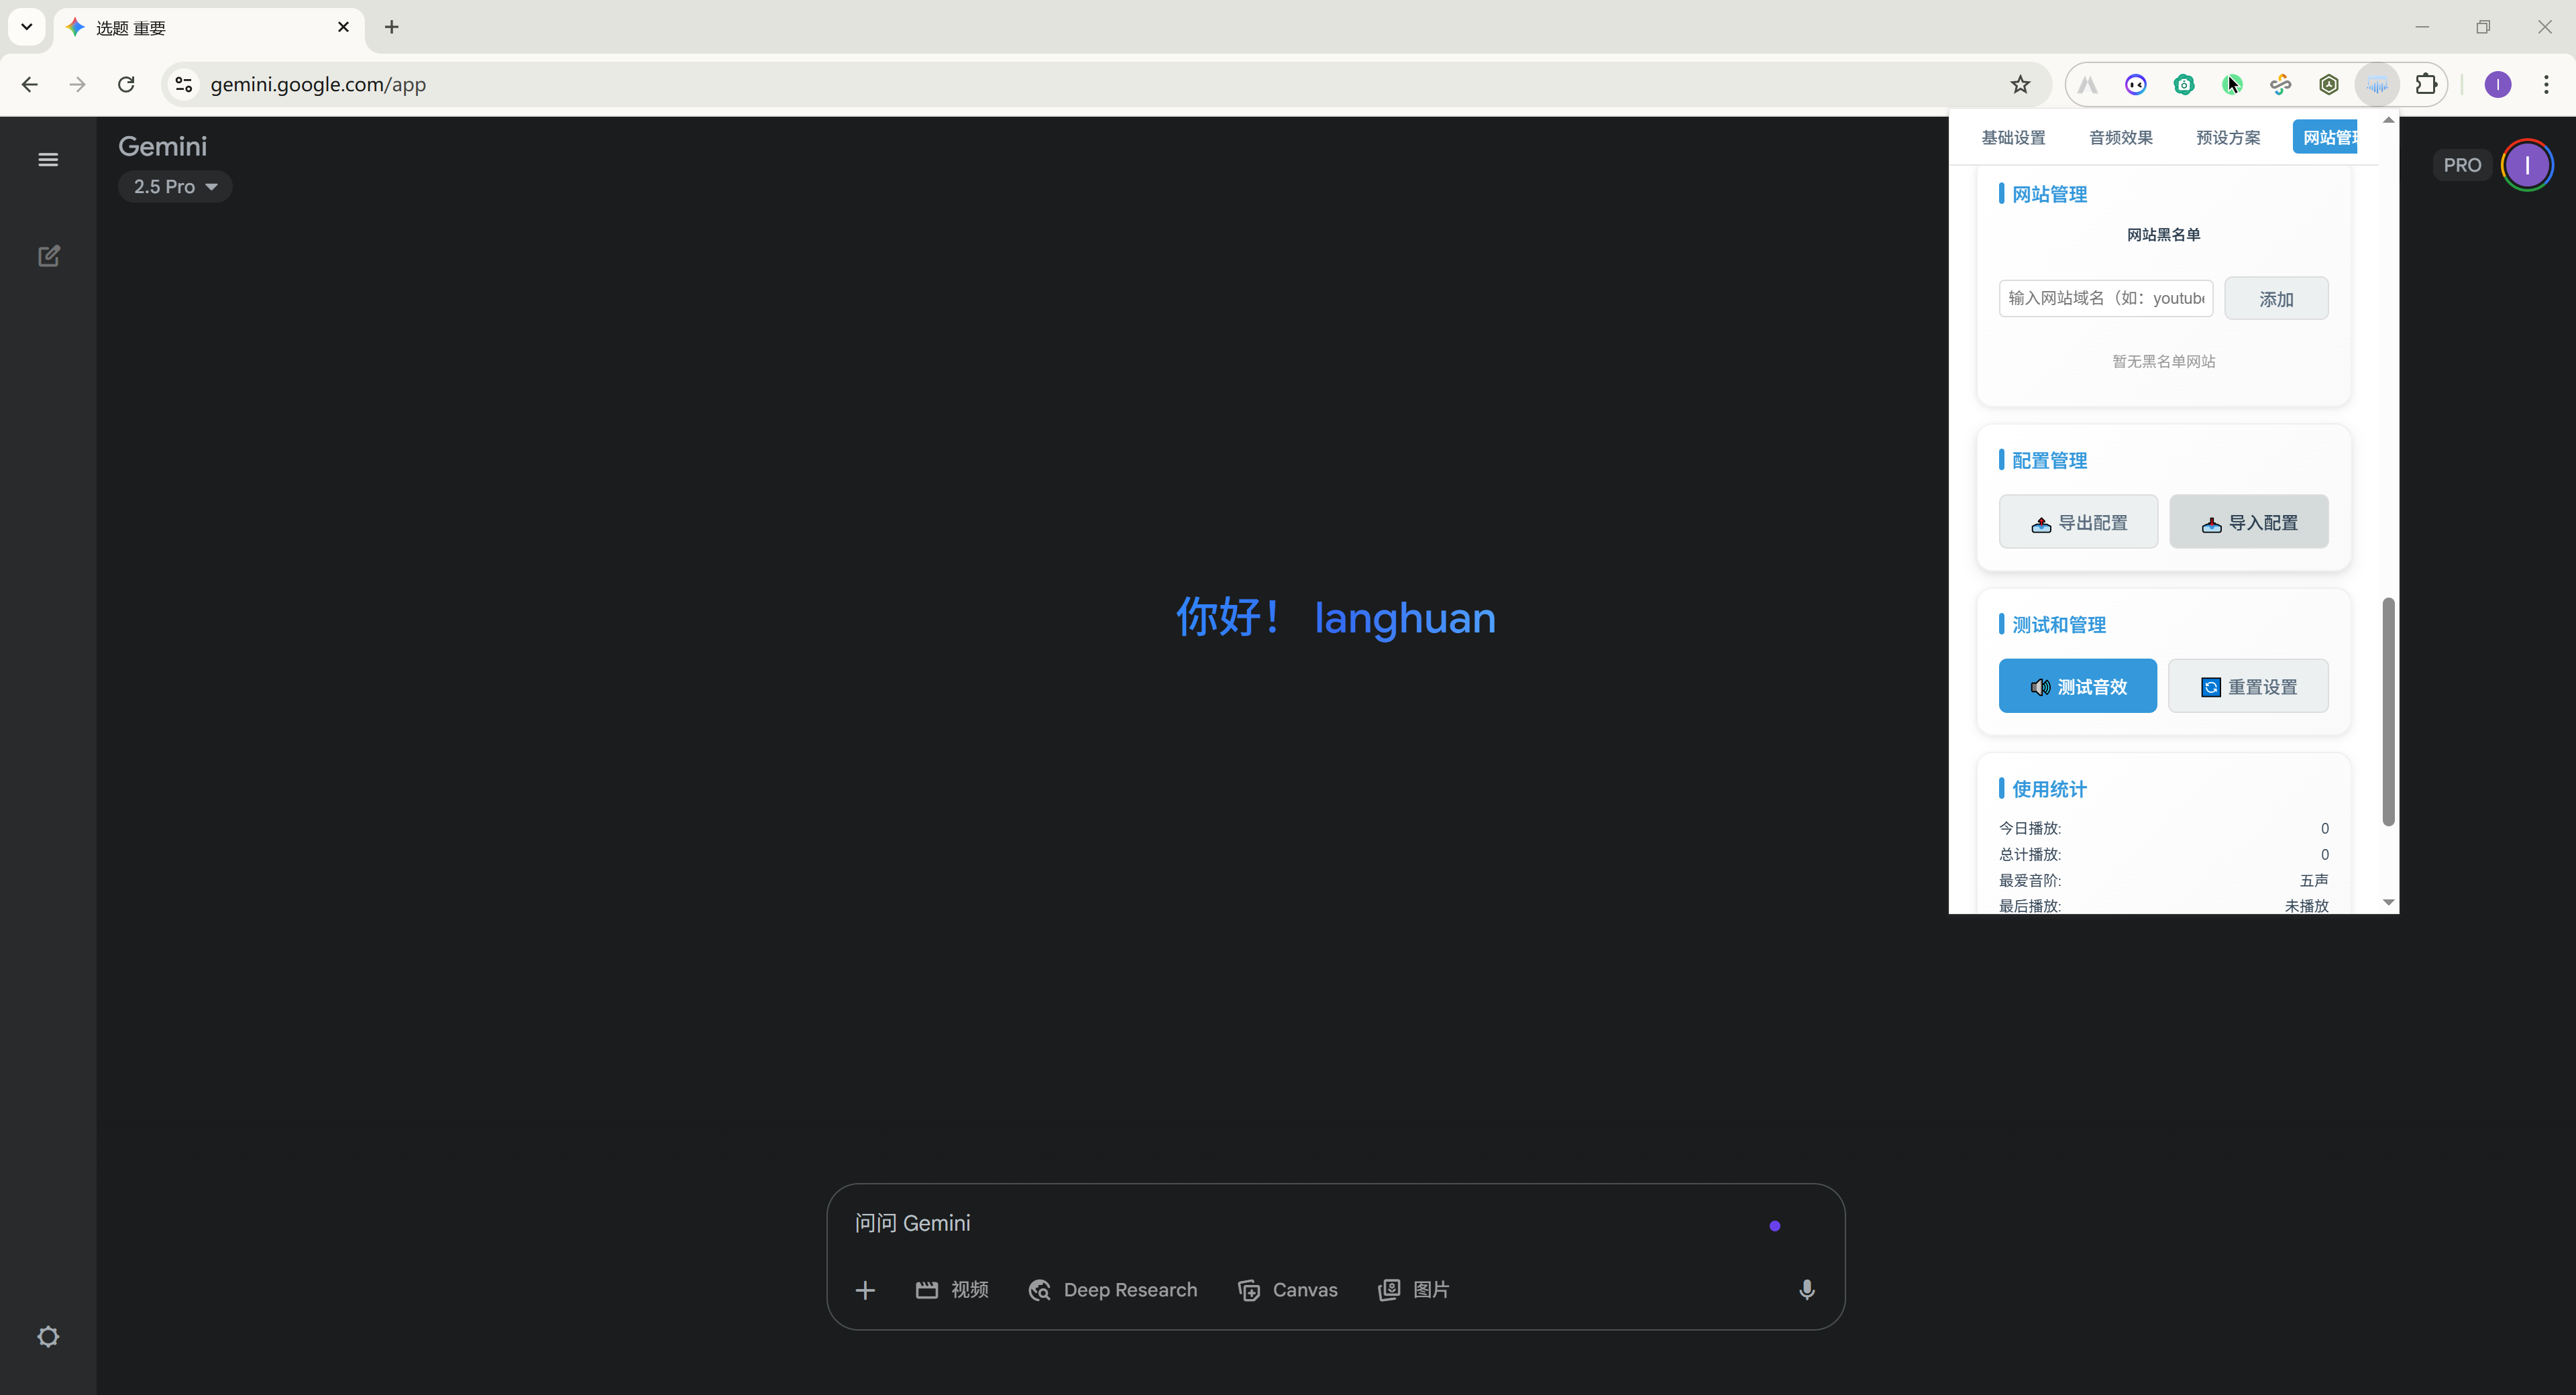 选题 重要
gemini.google.com/app
Gemini
2.5 Pro
PRO
你好！ langhuan
问问 Gemini
视频
Deep Research
Canvas
图片
基础设置
音频效果
预设方案
网站管理
网站管理
网站黑名单
输入网站域名（如：youtube
添加
暂无黑名单网站
配置管理
导出配置
导入配置
测试和管理
测试音效
重置设置
使用统计
今日播放: 0
总计播放: 0
最爱音阶: 五声
最后播放: 未播放